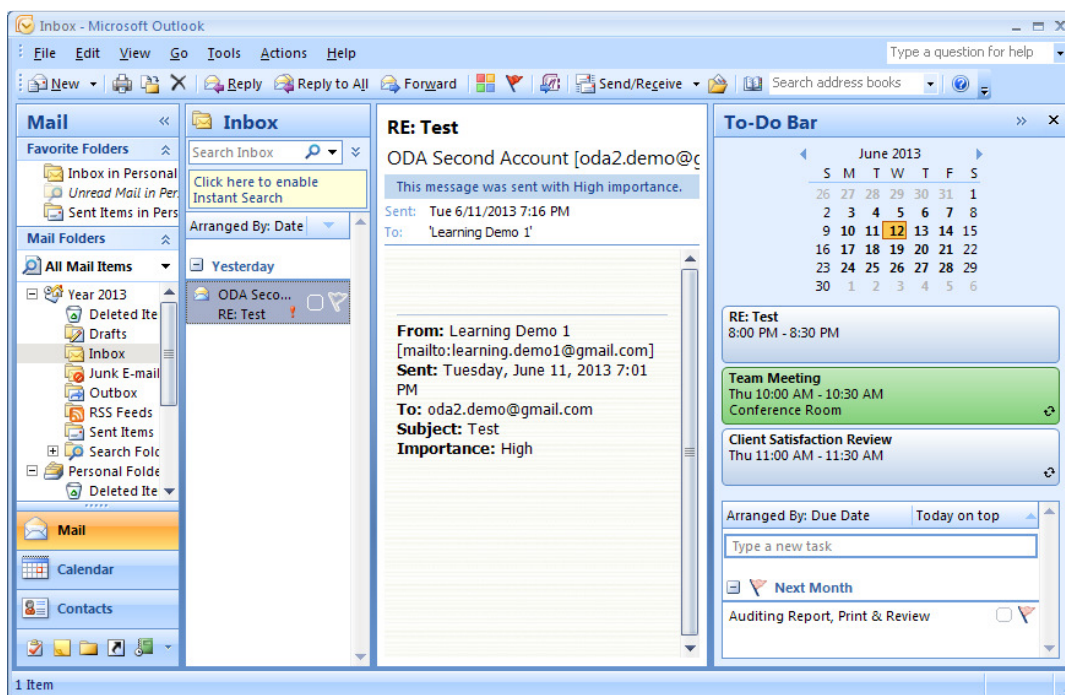 Inbox - Microsoft Outlook
File Edit View Go Tools Actions Help
Type a question for help
New Reply Reply to All Forward Send/Receive Search address books
Mail
Favorite Folders
Inbox in Personal
Unread Mail in Per
Sent Items in Pers
Mail Folders
All Mail Items
Year 2013
Deleted Ite
Drafts
Inbox
Junk E-mail
Outbox
RSS Feeds
Sent Items
Search Folc
Personal Folde
Deleted Ite
Mail
Calendar
Contacts
Inbox
Search Inbox
Click here to enable
Instant Search
Arranged By: Date
Yesterday
ODA Seco...
RE: Test
RE: Test
ODA Second Account [oda2.demo@g
This message was sent with High importance.
Sent: Tue 6/11/2013 7:16 PM
To: 'Learning Demo 1'
From: Learning Demo 1
[mailto:learning.demo1@gmail.com]
Sent: Tuesday, June 11, 2013 7:01
PM
To: oda2.demo@gmail.com
Subject: Test
Importance: High
To-Do Bar
June 2013
S M T W T F S
26 27 28 29 30 31 1
2 3 4 5 6 7 8
9 10 11 12 13 14 15
16 17 18 19 20 21 22
23 24 25 26 27 28 29
30 1 2 3 4 5 6
RE: Test
8:00 PM - 8:30 PM
Team Meeting
Thu 10:00 AM - 10:30 AM
Conference Room
Client Satisfaction Review
Thu 11:00 AM - 11:30 AM
Arranged By: Due Date Today on top
Type a new task
Next Month
Auditing Report, Print & Review
1 Item